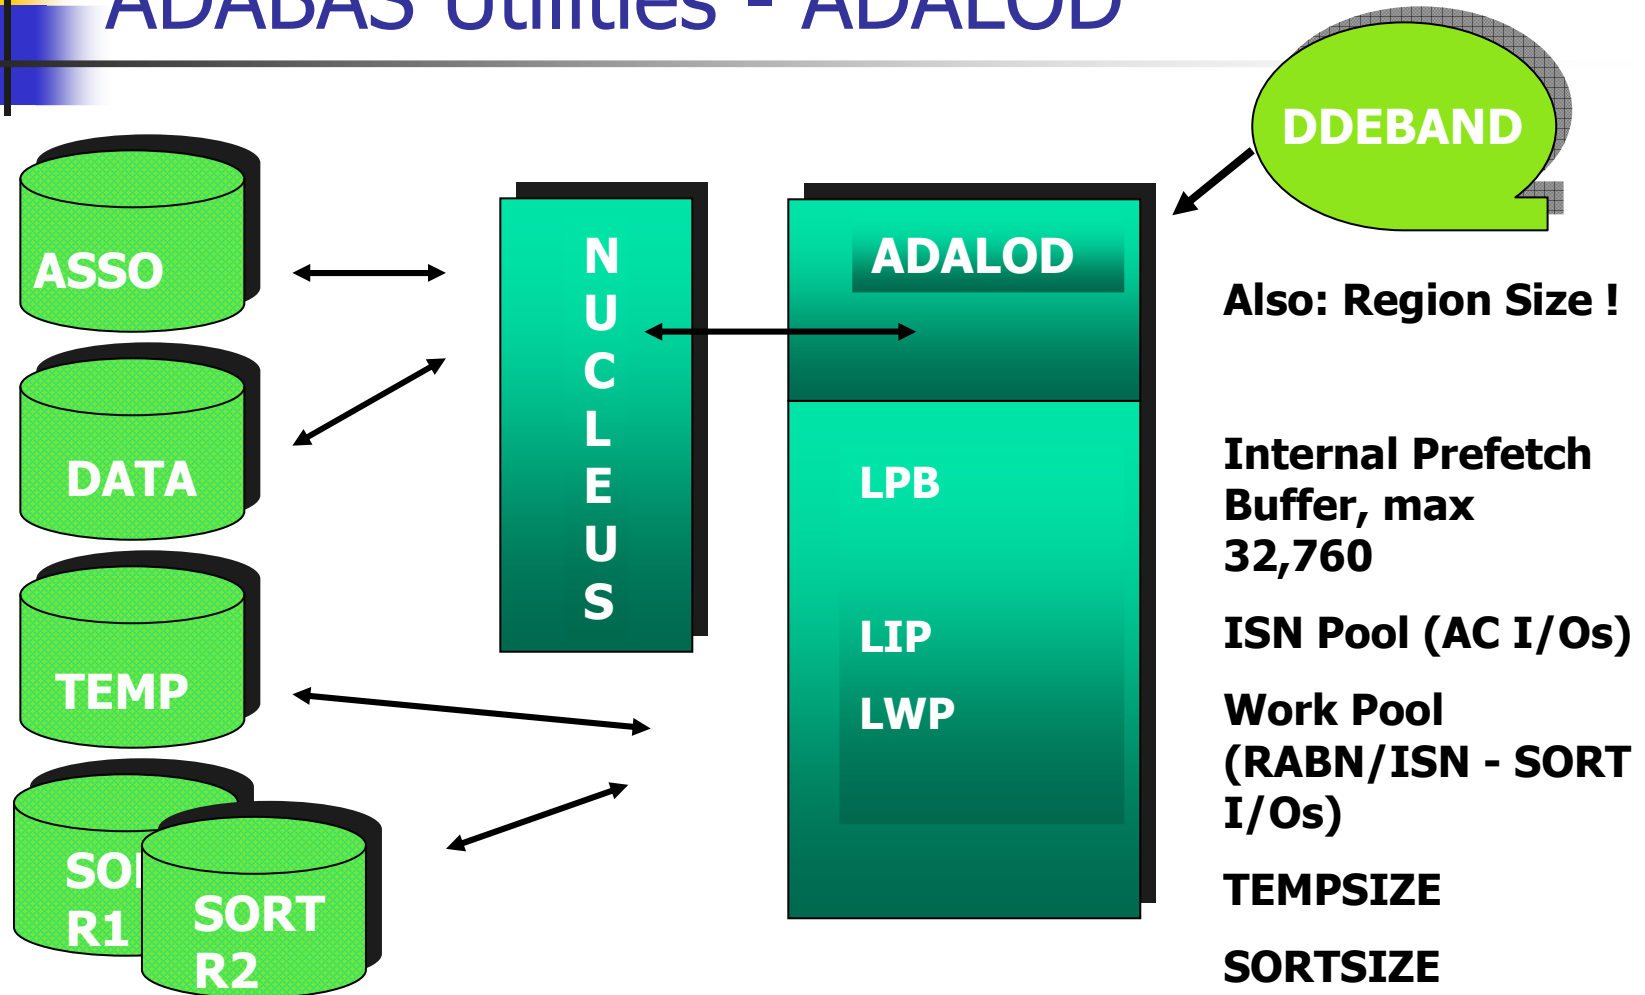 ADABAS Utilities - ADALOD
DDEBAND
ASSO
DATA
TEMP
R1
SORT
R2
N
U
C
L
E
U
S
ADALOD
LPB
LIP
LWP
Also: Region Size !
Internal Prefetch
Buffer, max
32,760
ISN Pool (AC I/Os)
Work Pool
(RABN/ISN - SORT
I/Os)
TEMPSIZE
SORTSIZE